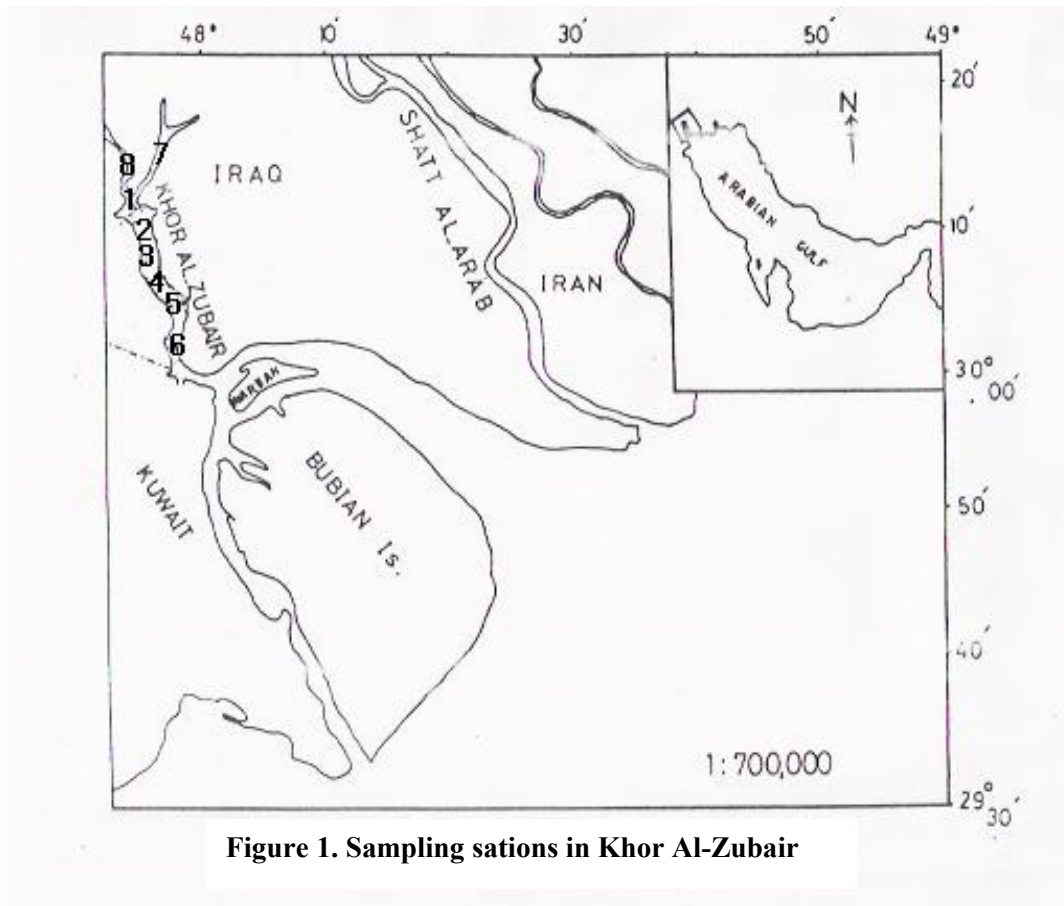 48° 10′ 30′ 50′ 49°
20′
N
8 7
IRAQ
1
KHOR AL ZUBAIR
SHATT AL-ARAB
ARABIAN GULF
2
10′
3
4
5
IRAN
6
30°
00′
WARBAH
KUWAIT
BUBIAN Is.
50′
40′
1:700,000
29°
30′
Figure 1. Sampling sations in Khor Al-Zubair